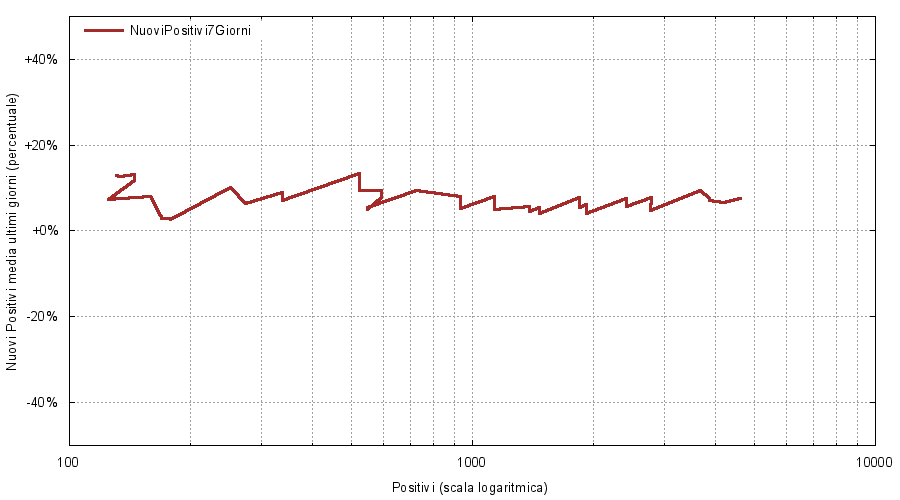 NuoviPositivi7Giorni
+40%
+20%
+0%
-20%
-40%
Nuovi Positivi media ultimi giorni (percentuale)
100
1000
10000
Positivi (scala logaritmica)